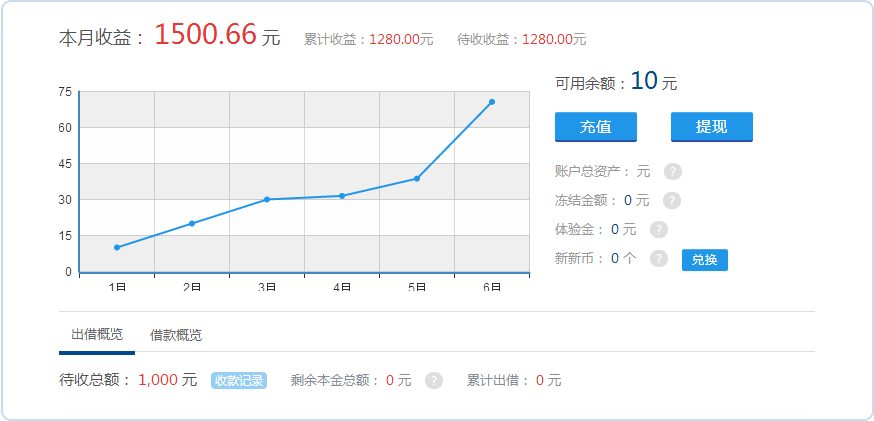 本月收益： 1500.66 元 累计收益：1280.00元 待收收益：1280.00元
可用余额：10 元
75
60
45
30
15
0
1月 2月 3月 4月 5月 6月
充值 提现
账户总资产： 元 ?
冻结金额： 0 元 ?
体验金： 0 元 ?
新新币： 0 个 ? 兑换
出借概览 借款概览
待收总额： 1,000 元 收款记录 剩余本金总额： 0 元 ? 累计出借： 0 元